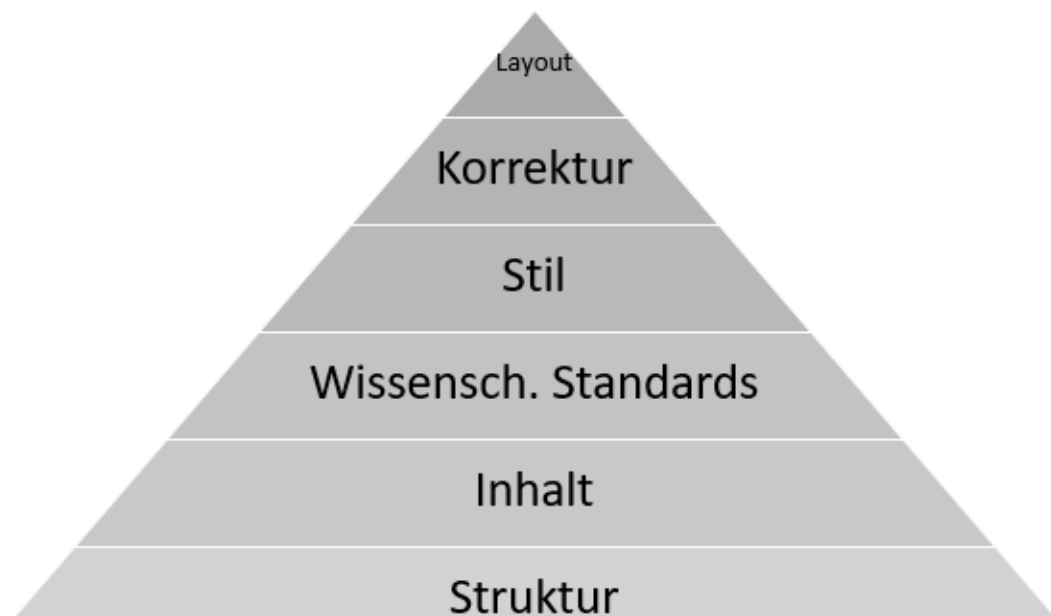 Layout
Korrektur
Stil
Wissensch. Standards
Inhalt
Struktur